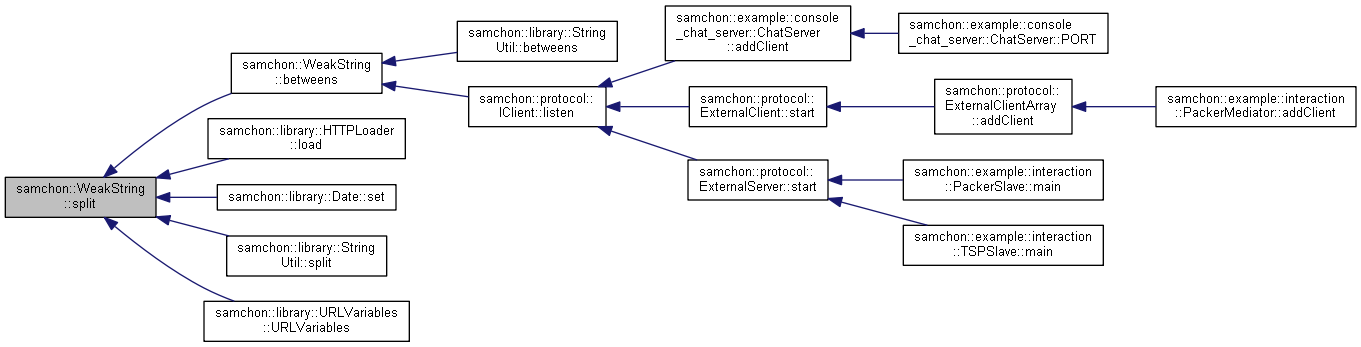 samchon::WeakString
::split
samchon::WeakString
::betweens
samchon::library::HTTPLoader
::load
samchon::library::Date::set
samchon::library::String
Util::split
samchon::library::URLVariables
::URLVariables
samchon::library::String
Util::betweens
samchon::protocol::
IClient::listen
samchon::example::console
_chat_server::ChatServer
::addClient
samchon::protocol::
ExternalClient::start
samchon::protocol::
ExternalServer::start
samchon::example::console
_chat_server::ChatServer::PORT
samchon::protocol::
ExternalClientArray
::addClient
samchon::example::interaction
::PackerSlave::main
samchon::example::interaction
::TSPSlave::main
samchon::example::interaction
::PackerMediator::addClient